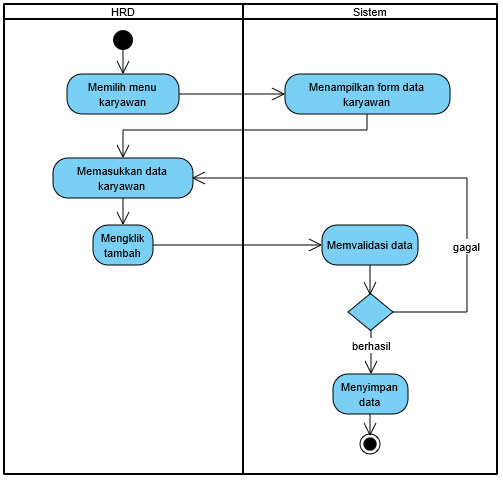 HRD
Sistem
Memilih menu
karyawan
Menampilkan form data
karyawan
Memasukkan data
karyawan
Mengklik
tambah
Memvalidasi data
gagal
berhasil
Menyimpan
data